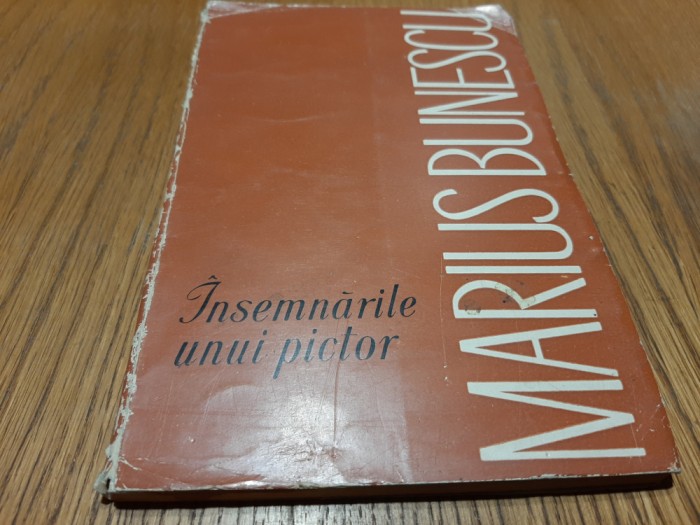 MARIUS BUNESCU
Însemnările
unui pictor